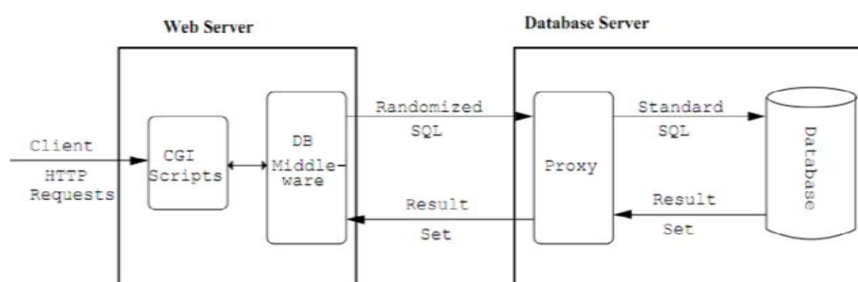 Web Server
Database Server
Client
HTTP
Requests
CGI
Scripts
DB
Middle-
ware
Randomized
SQL
Result
Set
Proxy
Standard
SQL
Result
Set
Database